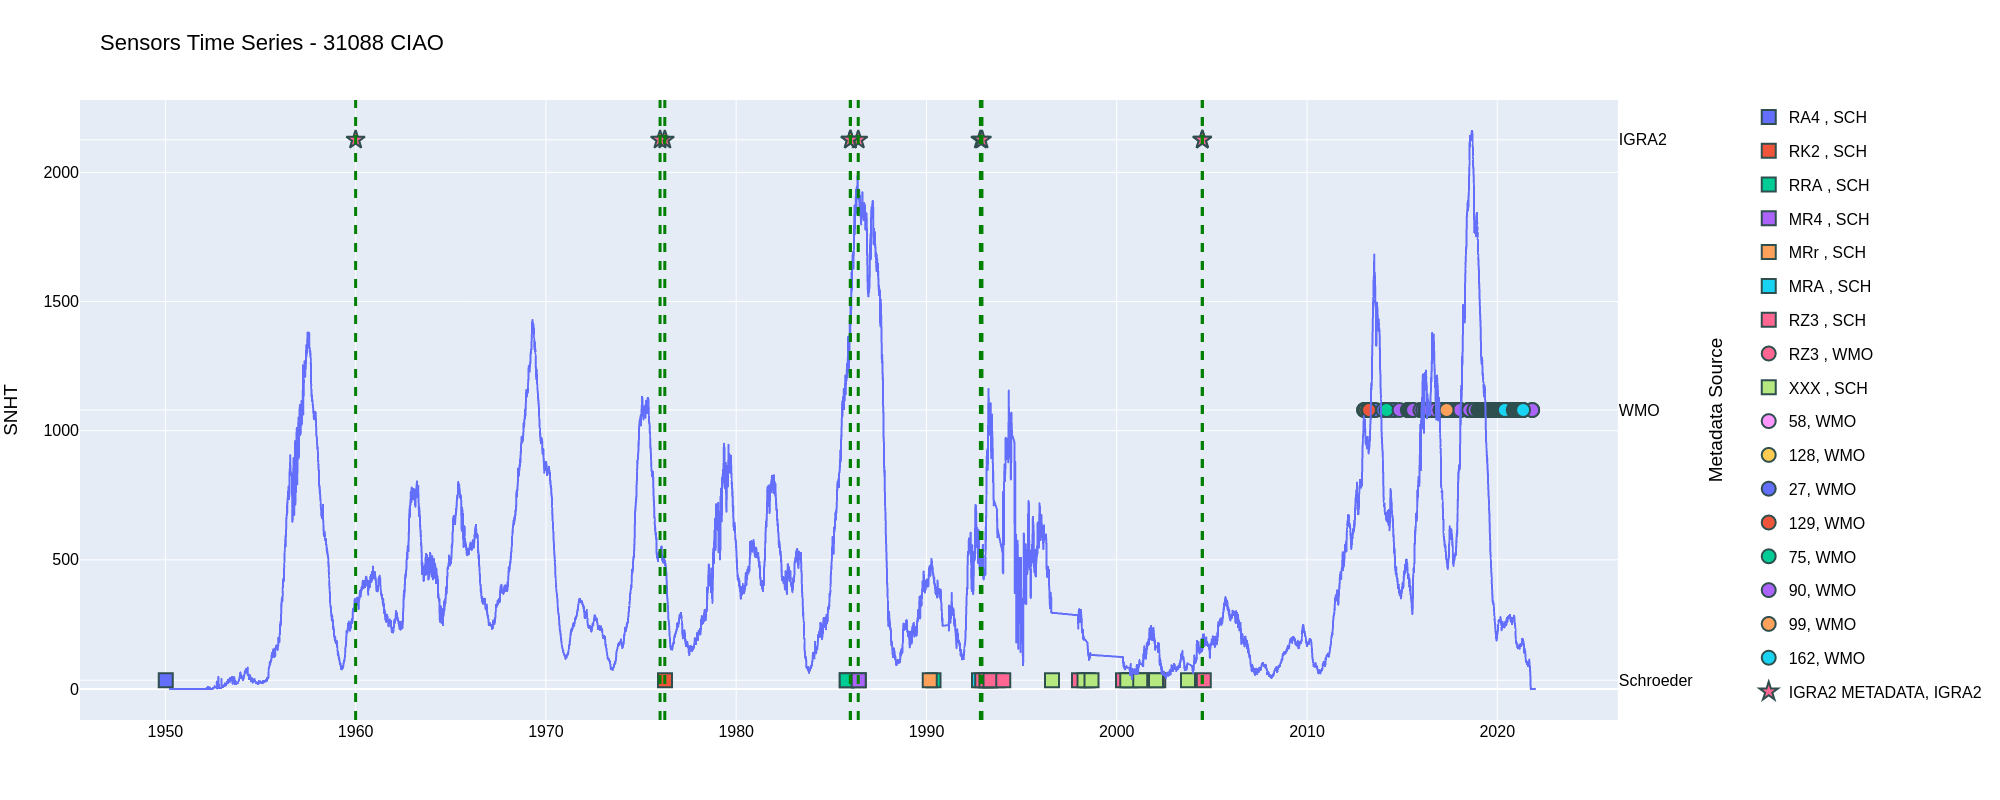 Sensors Time Series - 31088 CIAO
SNHT
2000
1500
1000
500
0
1950
1960
1970
1980
1990
2000
2010
2020
IGRA2
WMO
Schroeder
Metadata Source
RA4 , SCH
RK2 , SCH
RRA , SCH
MR4 , SCH
MRr , SCH
MRA , SCH
RZ3 , SCH
RZ3 , WMO
XXX , SCH
58, WMO
128, WMO
27, WMO
129, WMO
75, WMO
90, WMO
99, WMO
162, WMO
IGRA2 METADATA, IGRA2